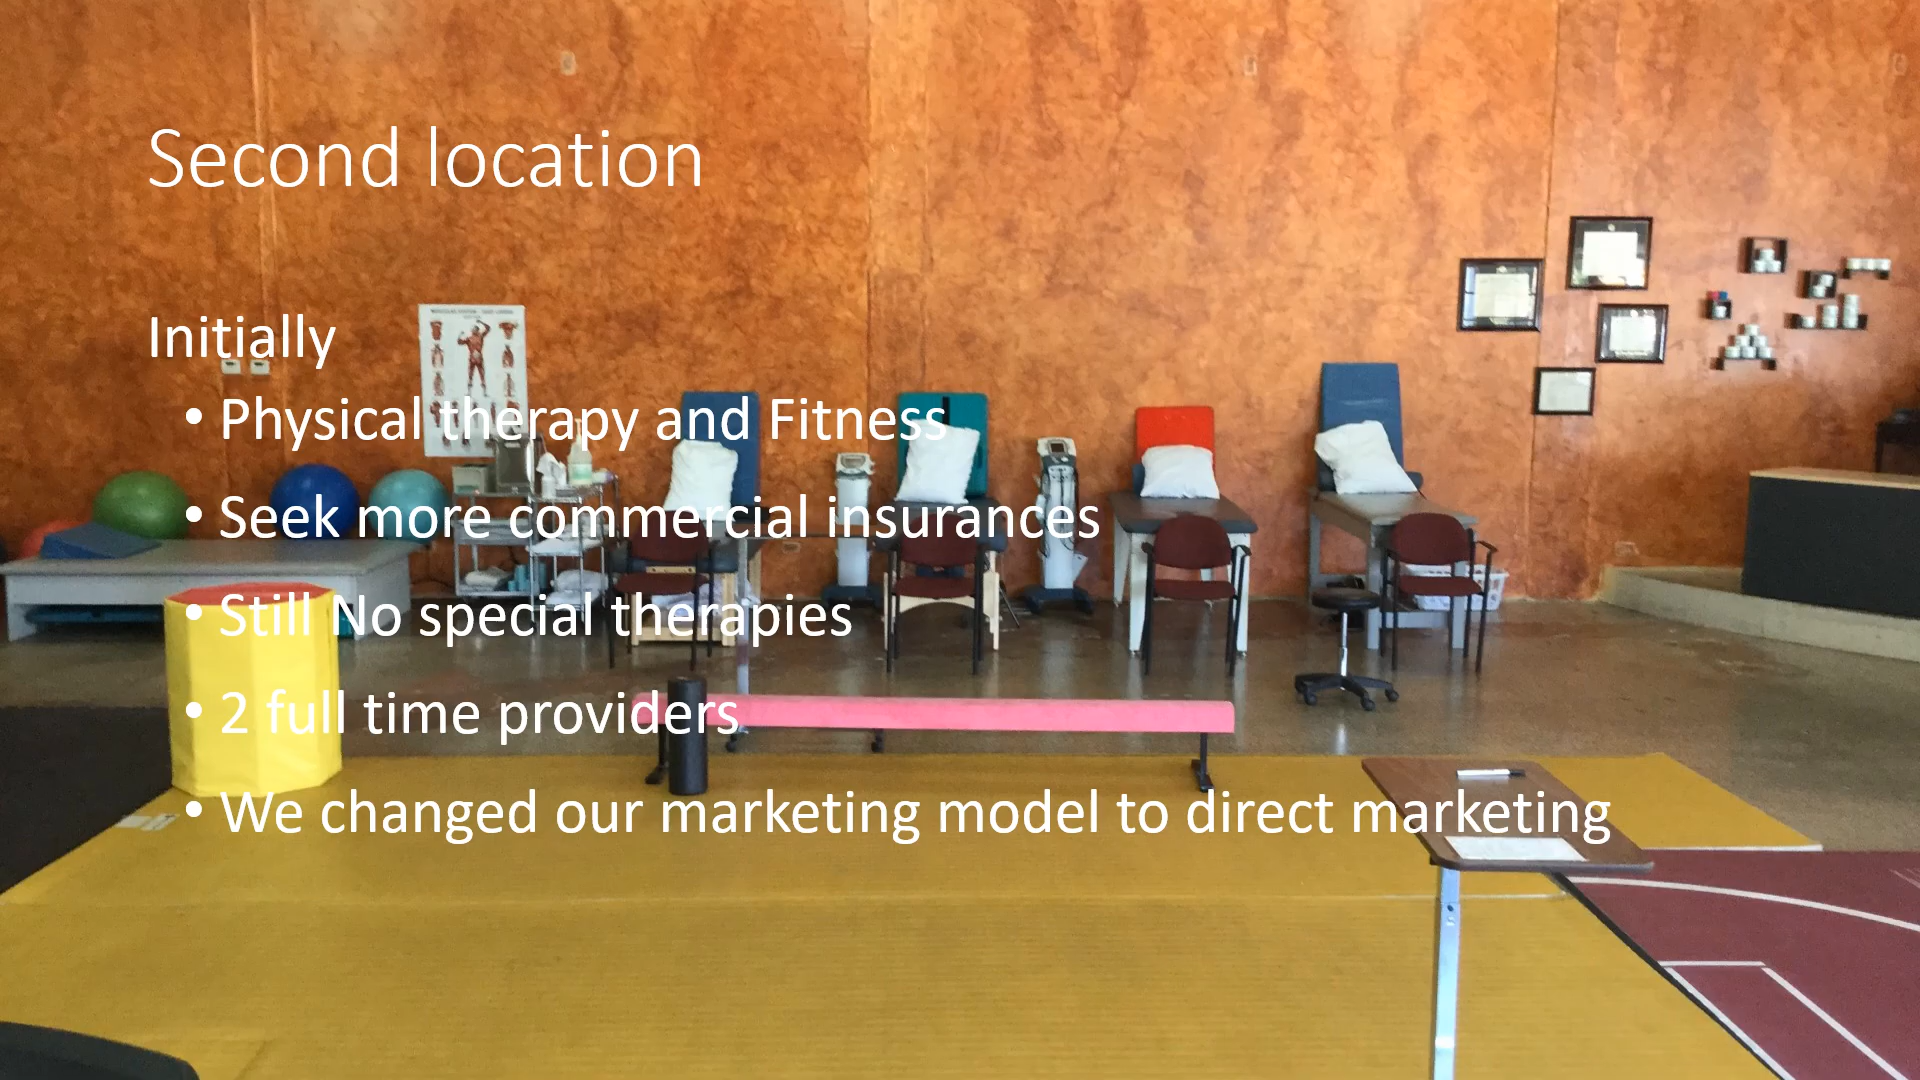 Second location
Initially
• Physical therapy and Fitness
• Seek more commercial insurances
• Still No special therapies
• 2 full time providers
• We changed our marketing model to direct marketing